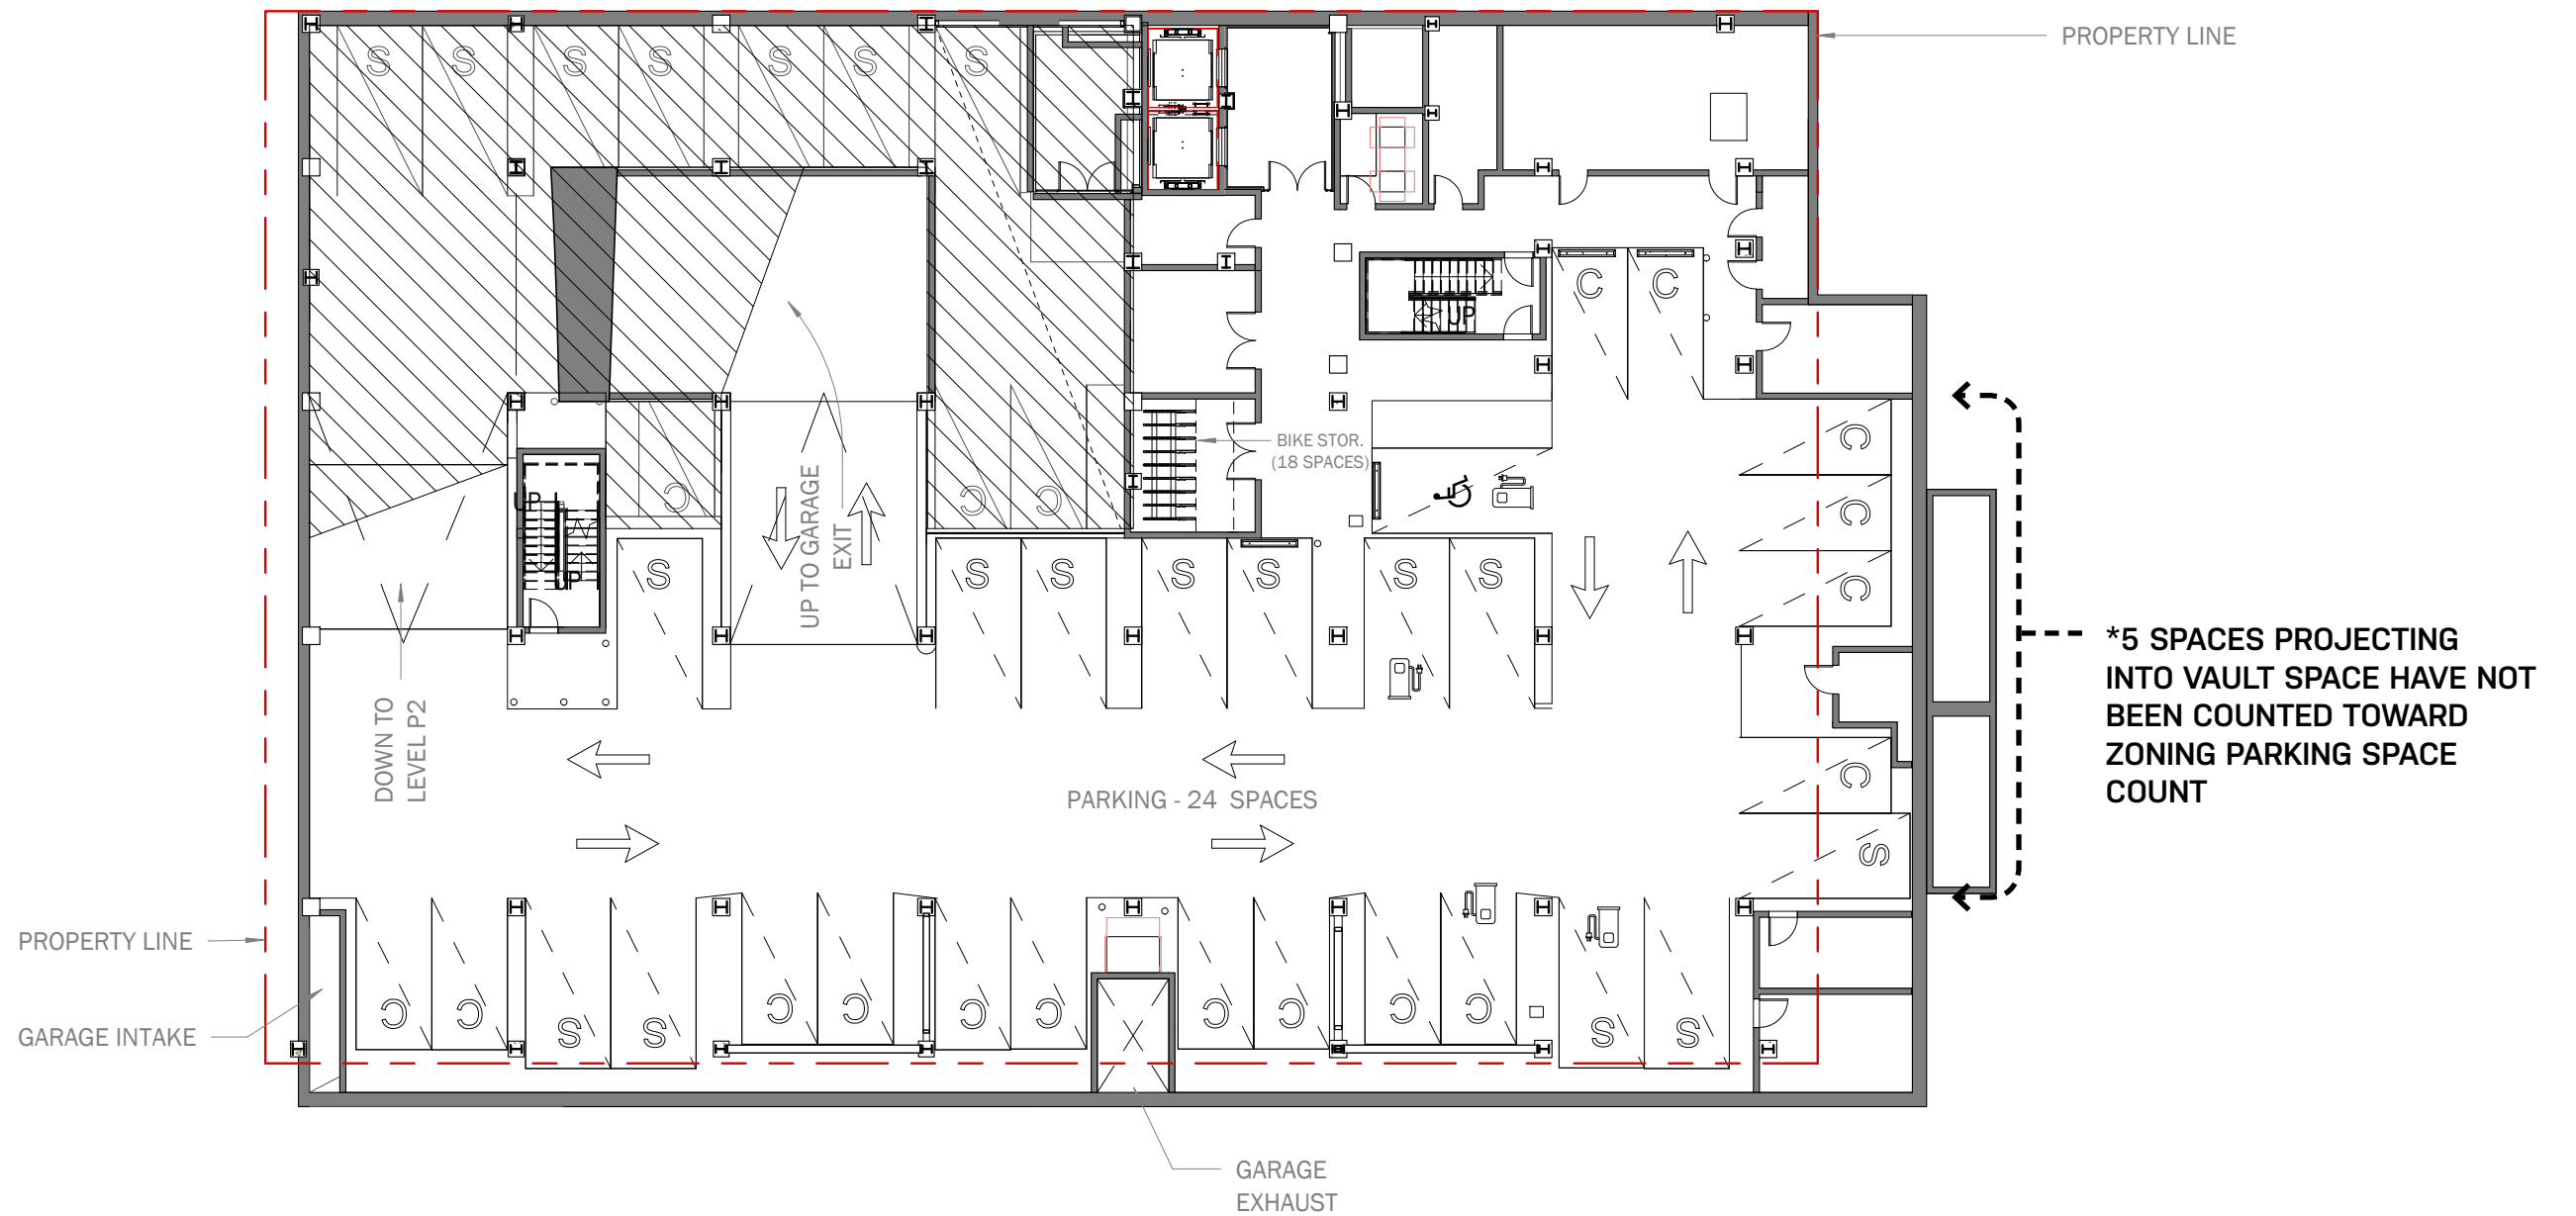 PROPERTY LINE
S S S S S S S
C C
UP
BIKE STOR.
(18 SPACES)
C
C
C
UP
UP
C C C
UP TO GARAGE
EXIT
S S S S S S S
DOWN TO
LEVEL P2
*5 SPACES PROJECTING
INTO VAULT SPACE HAVE NOT
BEEN COUNTED TOWARD
ZONING PARKING SPACE
COUNT
C
PARKING - 24 SPACES
S
PROPERTY LINE
GARAGE INTAKE
C C S S C C C C C C C C S S
GARAGE
EXHAUST